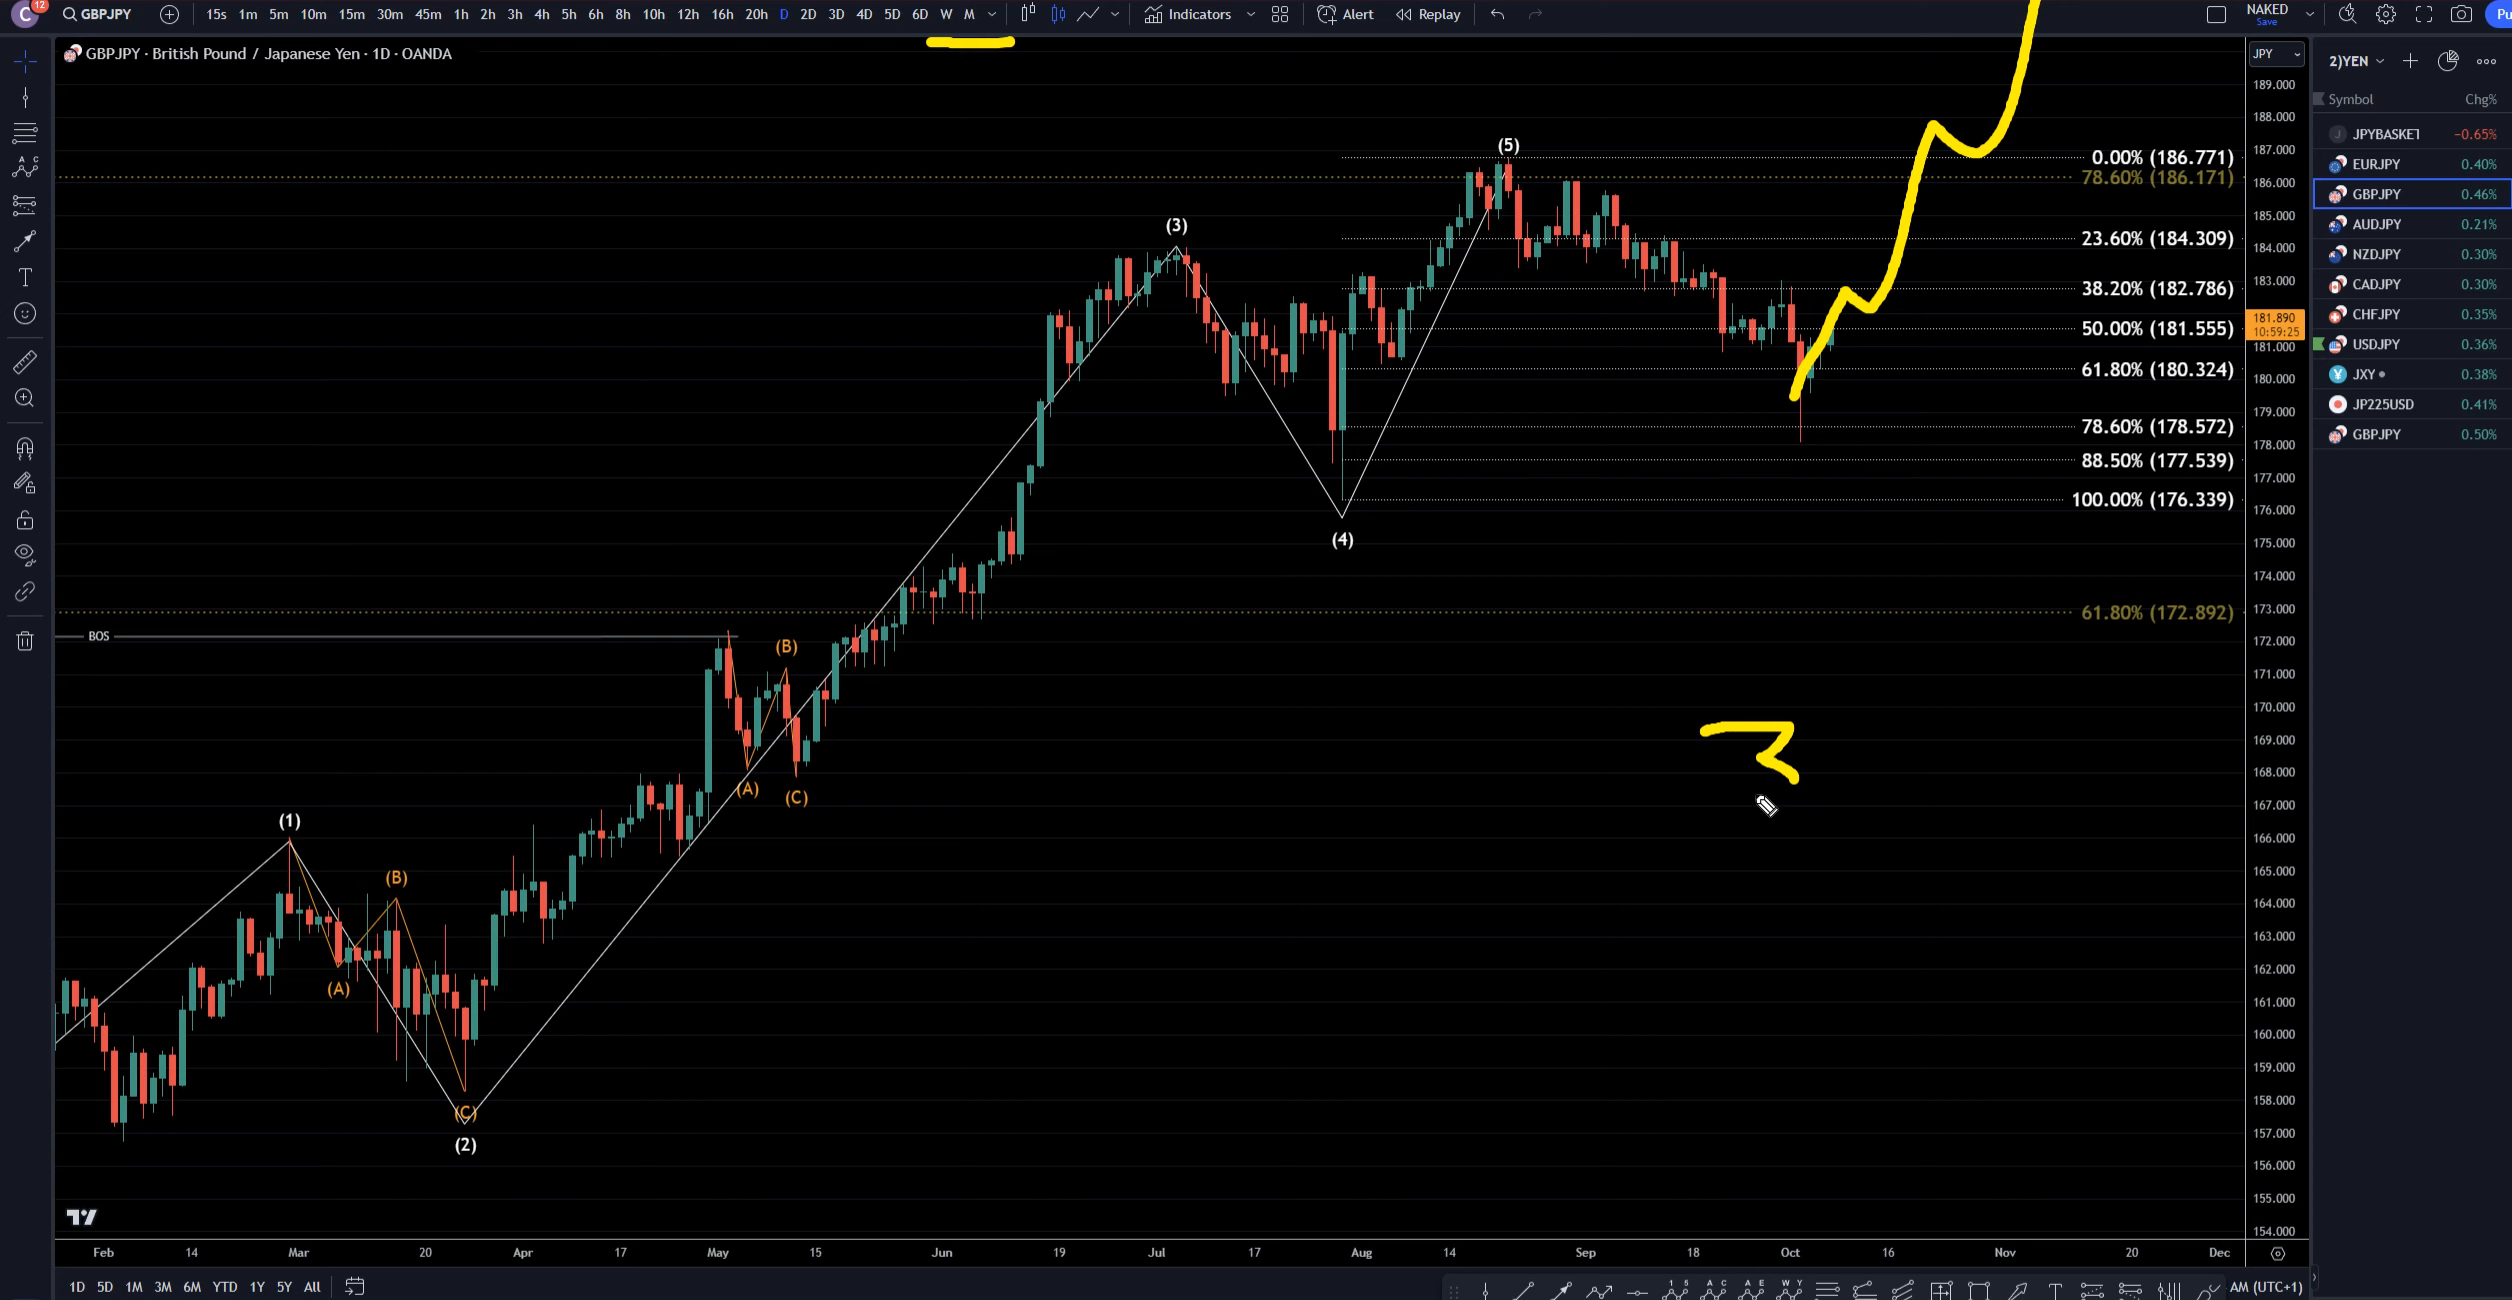 C 12 GBPJPY 15s 1m 5m 10m 15m 30m 45m 1h 2h 3h 4h 5h 6h 8h 10h 12h 16h 20h D 2D 3D 4D 5D 6D W M Indicators Alert Replay NAKED Save Pu
GBPJPY · British Pound / Japanese Yen · 1D · OANDA
JPY
189.000
188.000
187.000
186.000
185.000
184.000
183.000
181.890
10:59:25
181.000
180.000
179.000
178.000
177.000
176.000
175.000
174.000
173.000
172.000
171.000
170.000
169.000
168.000
167.000
166.000
165.000
164.000
163.000
162.000
161.000
160.000
159.000
158.000
157.000
156.000
155.000
154.000
0.00% (186.771)
78.60% (186.171)
23.60% (184.309)
38.20% (182.786)
50.00% (181.555)
61.80% (180.324)
78.60% (178.572)
88.50% (177.539)
100.00% (176.339)
61.80% (172.892)
(5)
(3)
(4)
BOS
(B)
(A)
(C)
(1)
(B)
(A)
(C)
(2)
Feb 14 Mar 20 Apr 17 May 15 Jun 19 Jul 17 Aug 14 Sep 18 Oct 16 Nov 20 Dec
1D 5D 1M 3M 6M YTD 1Y 5Y All AM (UTC+1)
2)YEN
Symbol Chg%
JPYBASKET −0.65%
EURJPY 0.40%
GBPJPY 0.46%
AUDJPY 0.21%
NZDJPY 0.30%
CADJPY 0.30%
CHFJPY 0.35%
USDJPY 0.36%
JXY 0.38%
JP225USD 0.41%
GBPJPY 0.50%